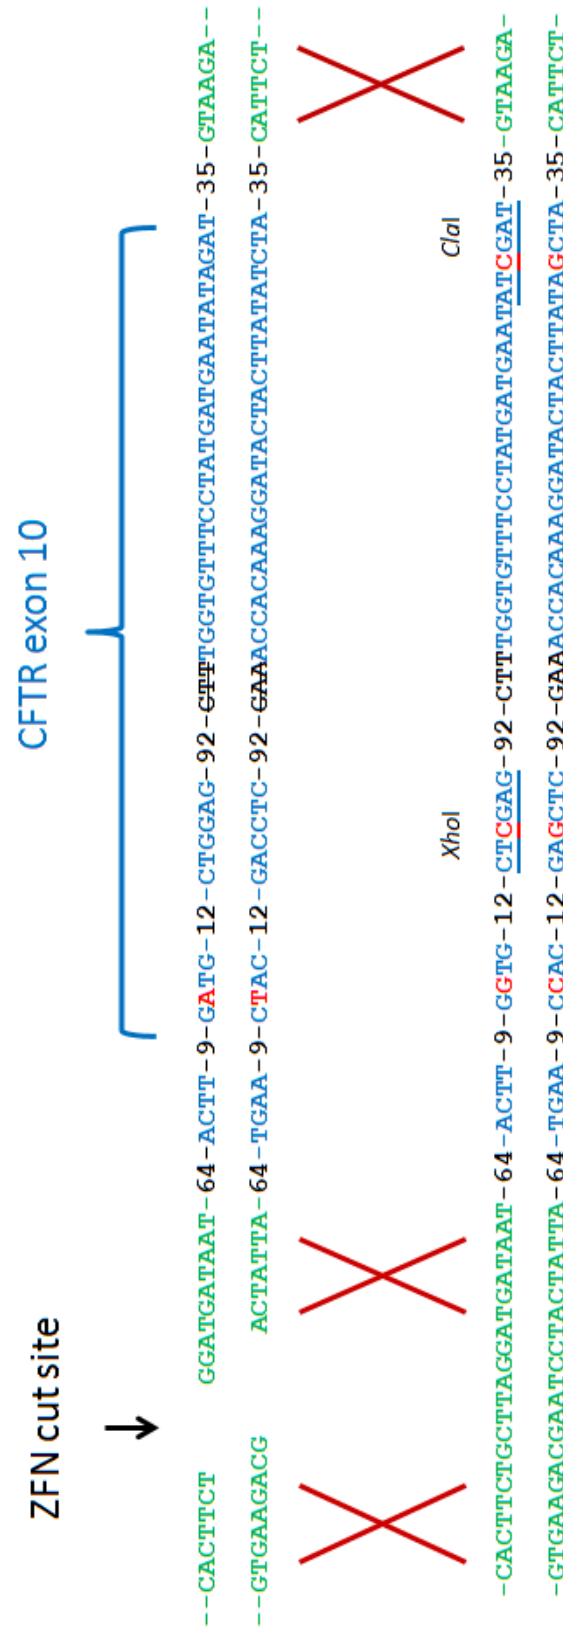 CFTR exon 10
ZFN cut site
---CACTTCT GGATGATAAT-64-ACTT-9-GATG-12-CTGGAG-92-CTTTGGTGTTTCCTATGATGAATATAGAT-35-GTAAGA--
---GTGAAGACG ACTATTA-64-TGAA-9-CTAC-12-GACCTC-92-GAAACCACAAAGGATACTACTTATATCTA-35-CATTCT--
XhoI ClaI
-CACTTCTGCTTAGGATGATAAT-64-ACTT-9-GGTG-12-CTCGAG-92-CTTTGGTGTTTCCTATGATGAATATCGAT-35-GTAAGA-
-GTGAAGACGAATCCTACTATTA-64-TGAA-9-CCAC-12-GAGCTC-92-GAAACCACAAAGGATACTACTTATAGCTA-35-CATTCT-